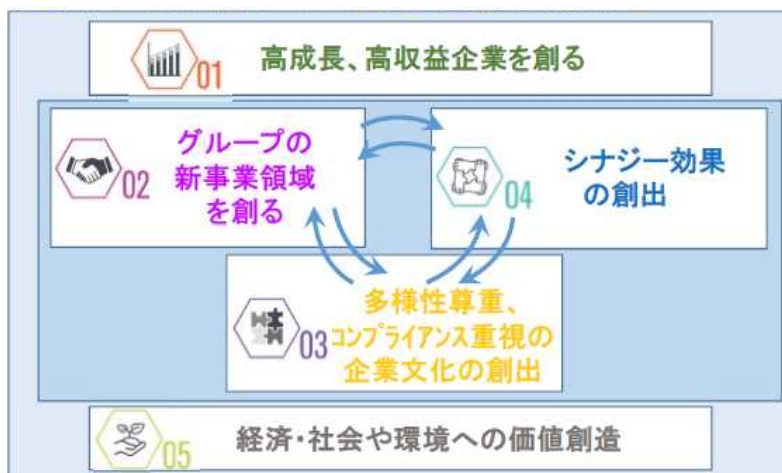 01
高成長、高収益企業を創る
02
グループの
新事業領域
を創る
04
シナジー効果
の創出
03
多様性尊重、
コンプライアンス重視の
企業文化の創出
05
経済・社会や環境への価値創造